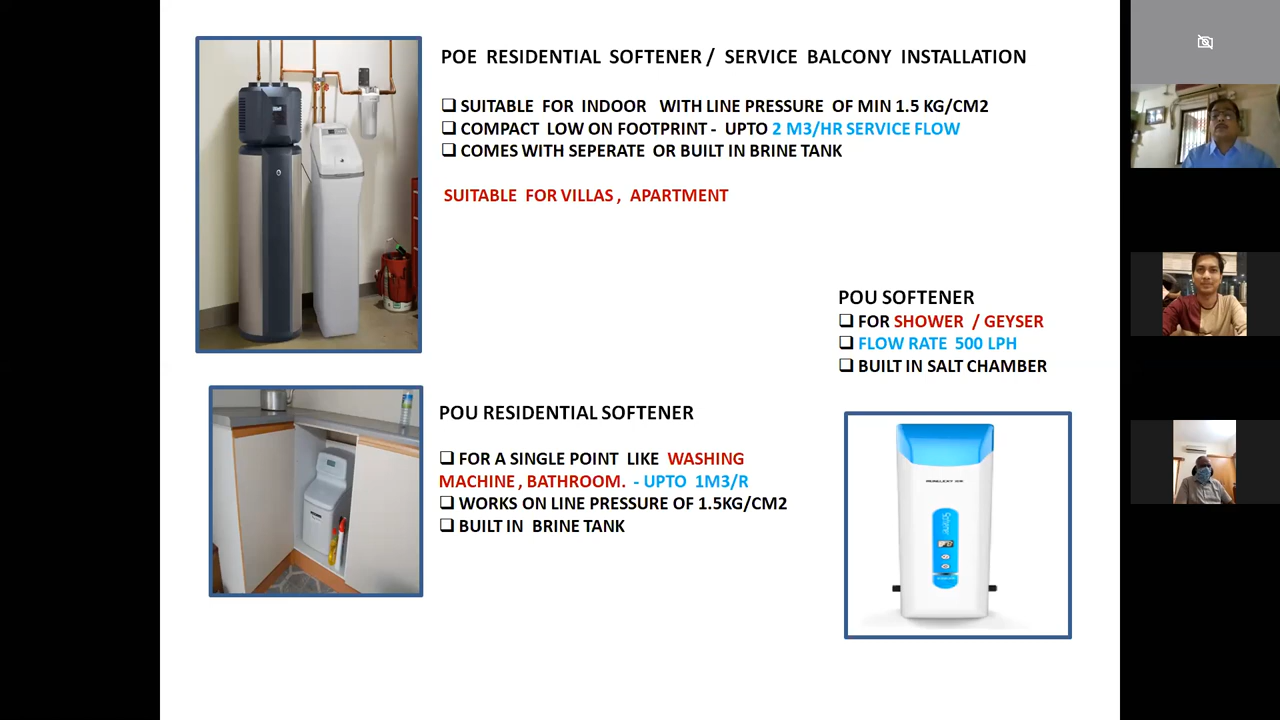 POE RESIDENTIAL SOFTENER / SERVICE BALCONY INSTALLATION
SUITABLE FOR INDOOR WITH LINE PRESSURE OF MIN 1.5 KG/CM2
COMPACT LOW ON FOOTPRINT - UPTO 2 M3/HR SERVICE FLOW
COMES WITH SEPERATE OR BUILT IN BRINE TANK
SUITABLE FOR VILLAS , APARTMENT
POU SOFTENER
FOR SHOWER / GEYSER
FLOW RATE 500 LPH
BUILT IN SALT CHAMBER
POU RESIDENTIAL SOFTENER
FOR A SINGLE POINT LIKE WASHING
MACHINE , BATHROOM. - UPTO 1M3/R
WORKS ON LINE PRESSURE OF 1.5KG/CM2
BUILT IN BRINE TANK
Softener